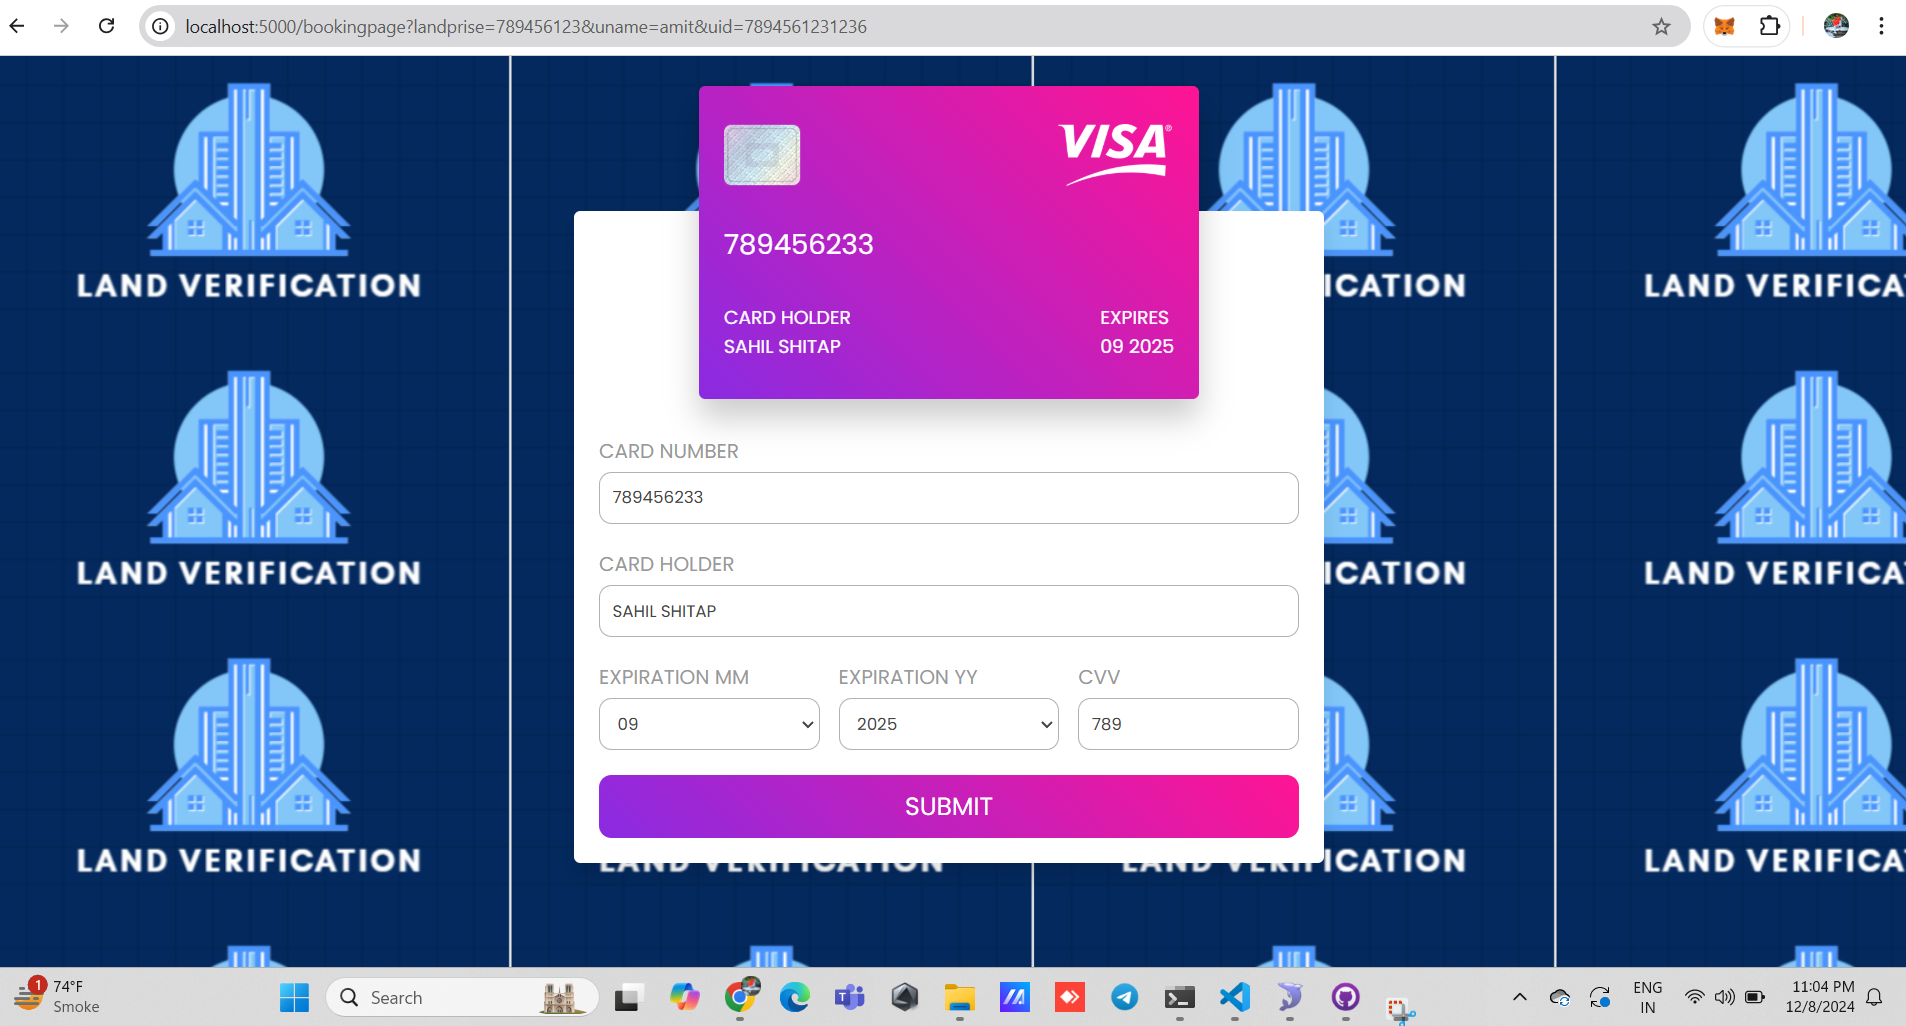 localhost:5000/bookingpage?landprise=789456123&uname=amit&uid=7894561231236
VISA®
789456233
CARD HOLDER
SAHIL SHITAP
EXPIRES
09 2025
CARD NUMBER
789456233
CARD HOLDER
SAHIL SHITAP
EXPIRATION MM
EXPIRATION YY
CVV
09
2025
789
SUBMIT
LAND VERIFICATION
ICATION
LAND VERIFICA
LAND VERIFICATION
ICATION
LAND VERIFICA
LAND VERIFICATION
LAND VERIFICATION
LAND VERIFICATION
LAND VERIFICA
1
74°F
Smoke
Search
ENG
IN
11:04 PM
12/8/2024